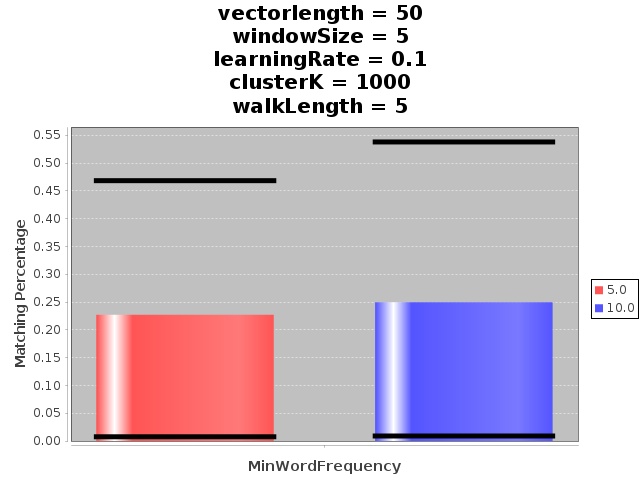 vectorlength = 50
windowSize = 5
learningRate = 0.1
clusterK = 1000
walkLength = 5
0.55
0.50
0.45
0.40
0.35
0.30
0.25
0.20
0.15
0.10
0.05
0.00
Matching Percentage
MinWordFrequency
5.0
10.0